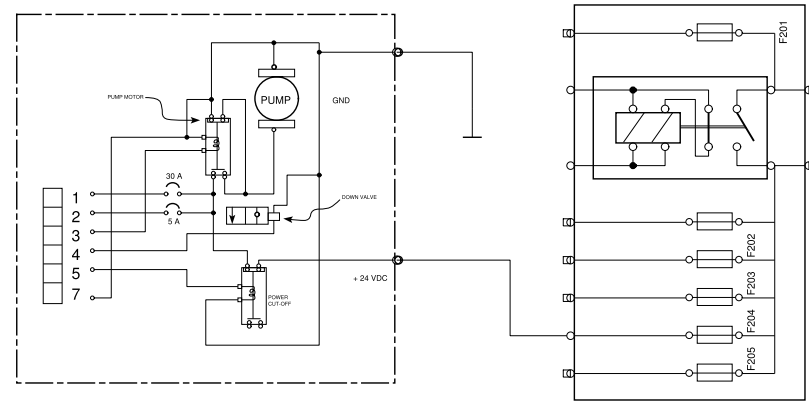 F201
PUMP
PUMP MOTOR
GND
30 A
1
DOWN VALVE
2
5 A
3
4
F202
5
+ 24 VDC
F203
7
POWER
CUT-OFF
F204
F205